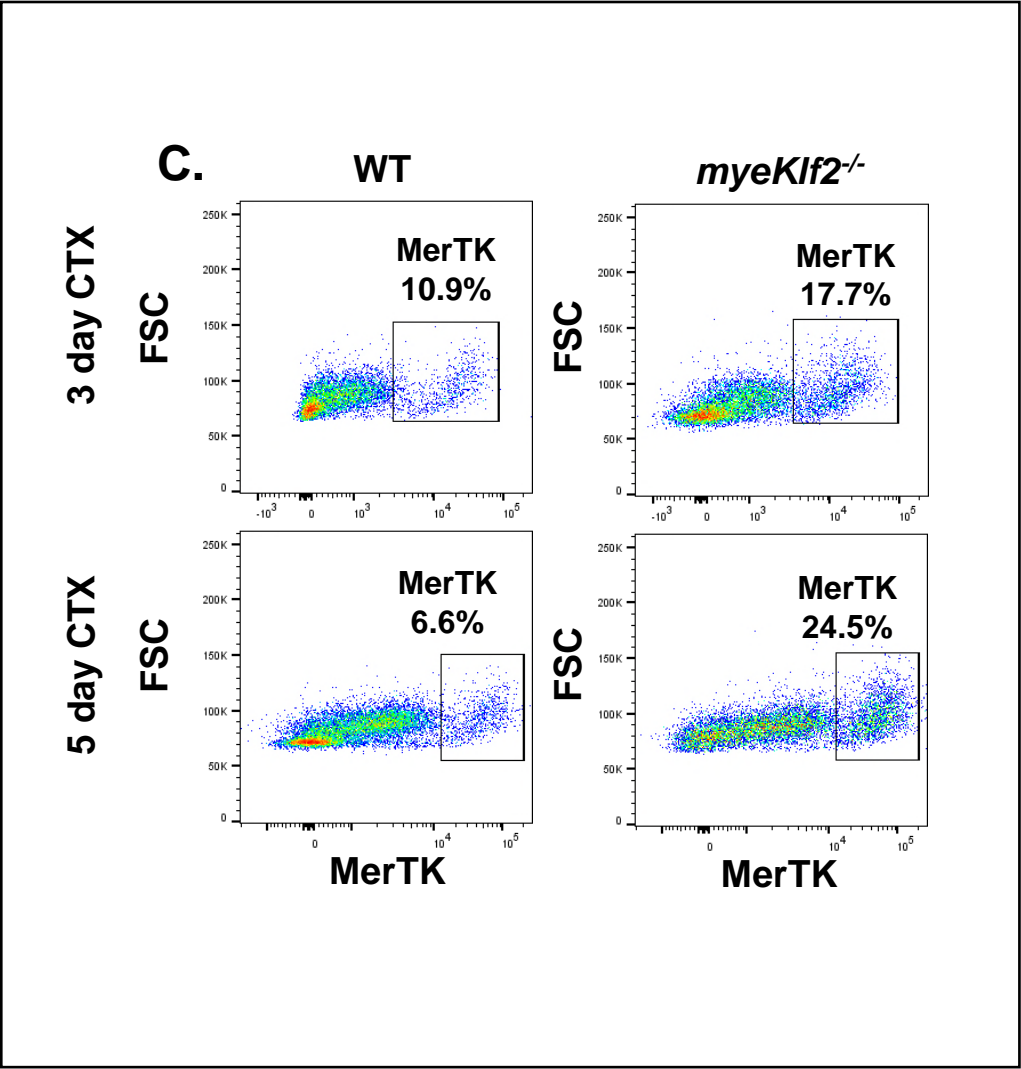 C.
WT
myeKlf2-/-
3 day CTX
FSC
250K
200K
150K
100K
50K
0
MerTK
10.9%
-10³
0
10³
10⁴
10⁵
FSC
250K
200K
150K
100K
50K
0
MerTK
17.7%
-10³
0
10³
10⁴
10⁵
5 day CTX
FSC
250K
200K
150K
100K
50K
0
MerTK
6.6%
0
10⁴
10⁵
MerTK
FSC
250K
200K
150K
100K
50K
0
MerTK
24.5%
0
10⁴
10⁵
MerTK